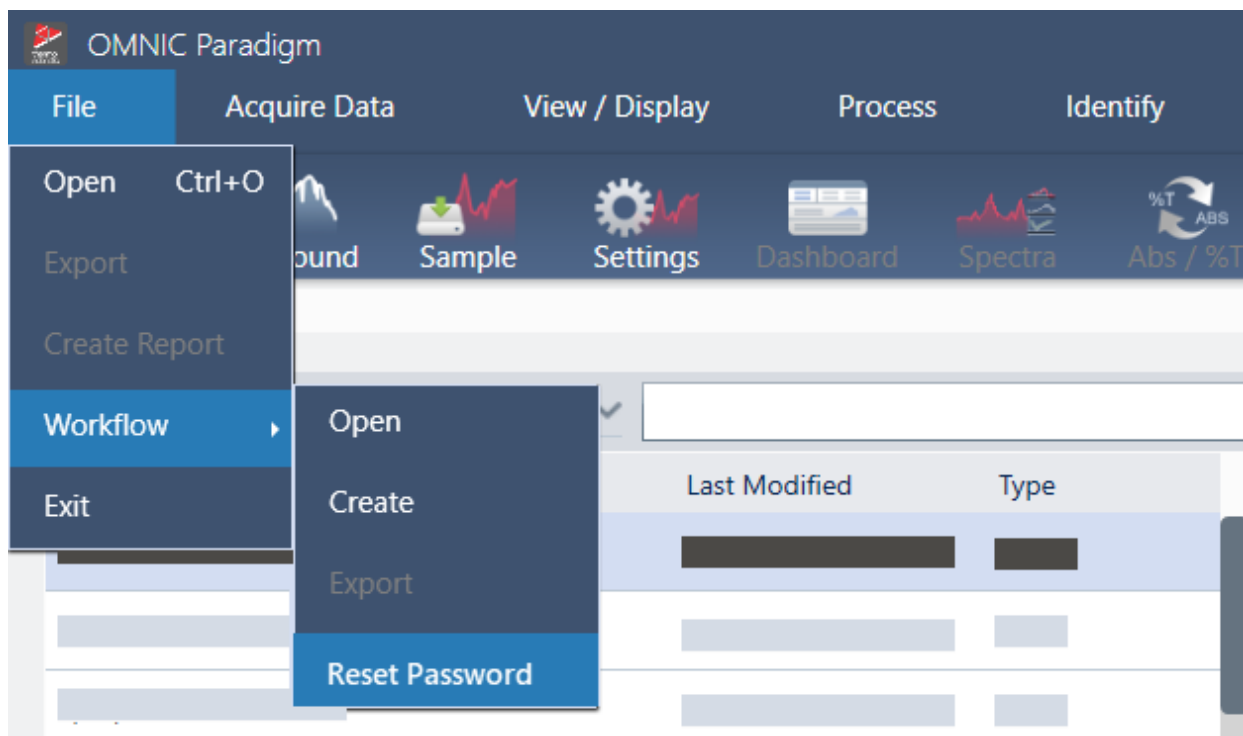 OMNIC Paradigm
File Acquire Data View / Display Process Identify
Open Ctrl+O
Export
Create Report
Workflow
Exit
ound Sample Settings Dashboard Spectra Abs / %T
%T ABS
Open
Create
Export
Reset Password
Last Modified Type